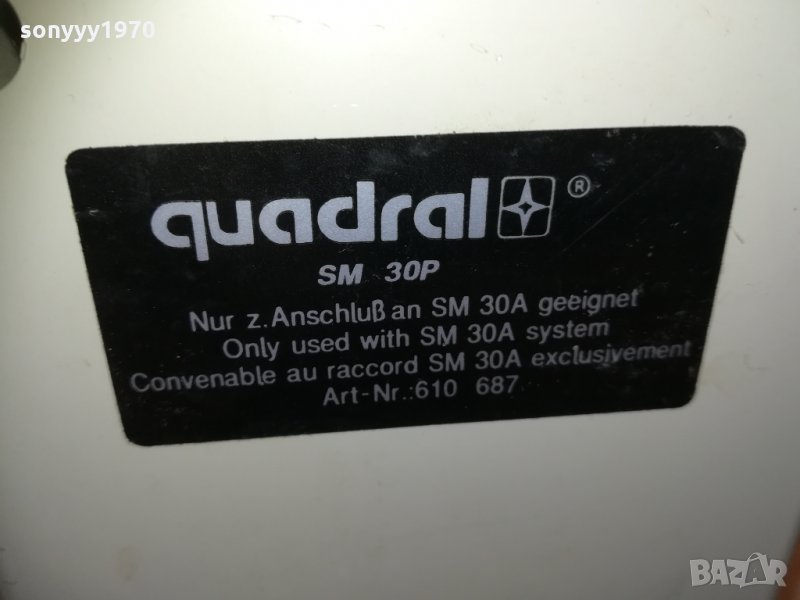 sonyyy1970
quadral ®
SM 30P
Nur z.Anschluß an SM 30A geeignet
Only used with SM 30A system
Convenable au raccord SM 30A exclusivement
Art-Nr.:610 687
BAZAR